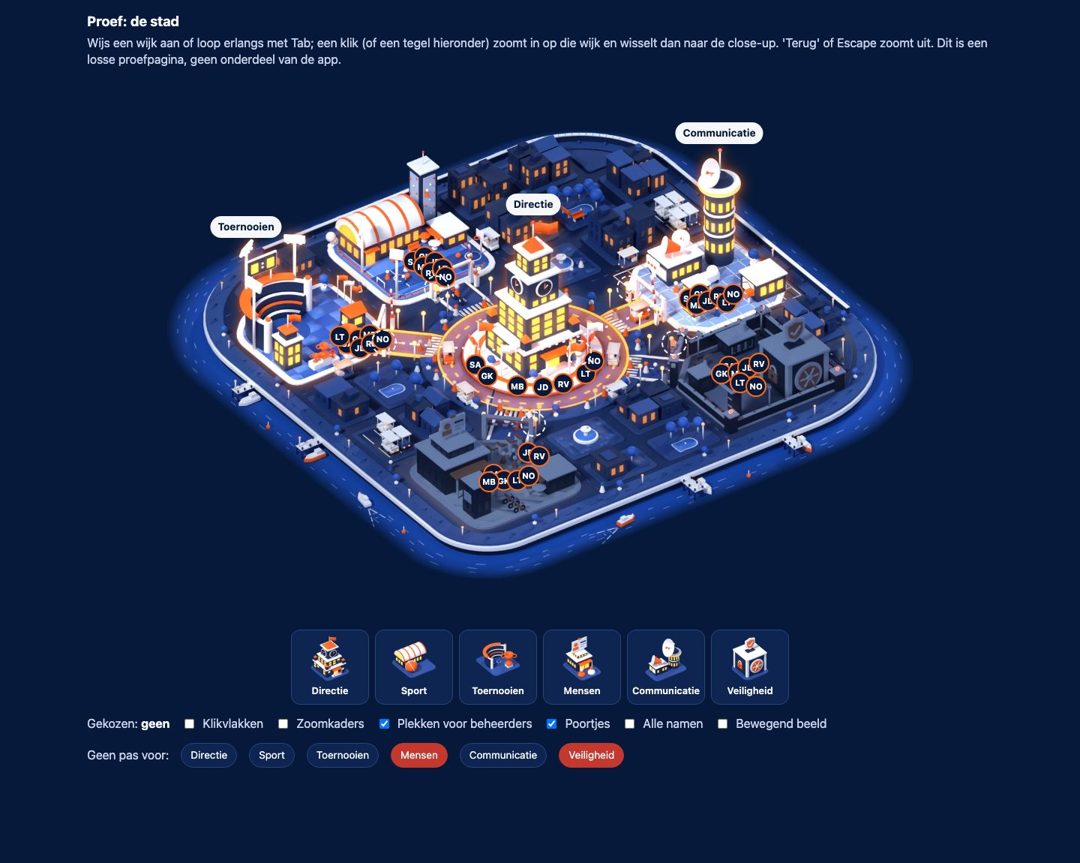 Proef: de stad
Wijs een wijk aan of loop erlangs met Tab; een klik (of een tegel hieronder) zoomt in op die wijk en wisselt dan naar de close-up. 'Terug' of Escape zoomt uit. Dit is een
losse proefpagina, geen onderdeel van de app.
Communicatie
Directie
Toernooien
NO
NO
LT
NO
SA
GK
MB
JD
RV
LT
NO
GK
RV
LT
NO
RV
MB
NO
Directie
Sport
Toernooien
Mensen
Communicatie
Veiligheid
Gekozen: geen Klikvlakken Zoomkaders Plekken voor beheerders Poortjes Alle namen Bewegend beeld
Geen pas voor: Directie Sport Toernooien Mensen Communicatie Veiligheid